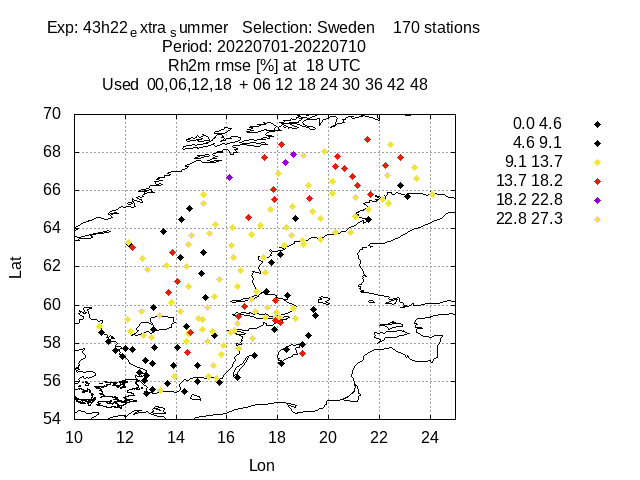 Exp: 43h22extrasummer Selection: Sweden 170 stations
Period: 20220701-20220710
Rh2m rmse [%] at 18 UTC
Used 00,06,12,18 + 06 12 18 24 30 36 42 48
70
68
66
64
62
60
58
56
54
10 12 14 16 18 20 22 24
Lat
Lon
0.0 4.6
4.6 9.1
9.1 13.7
13.7 18.2
18.2 22.8
22.8 27.3